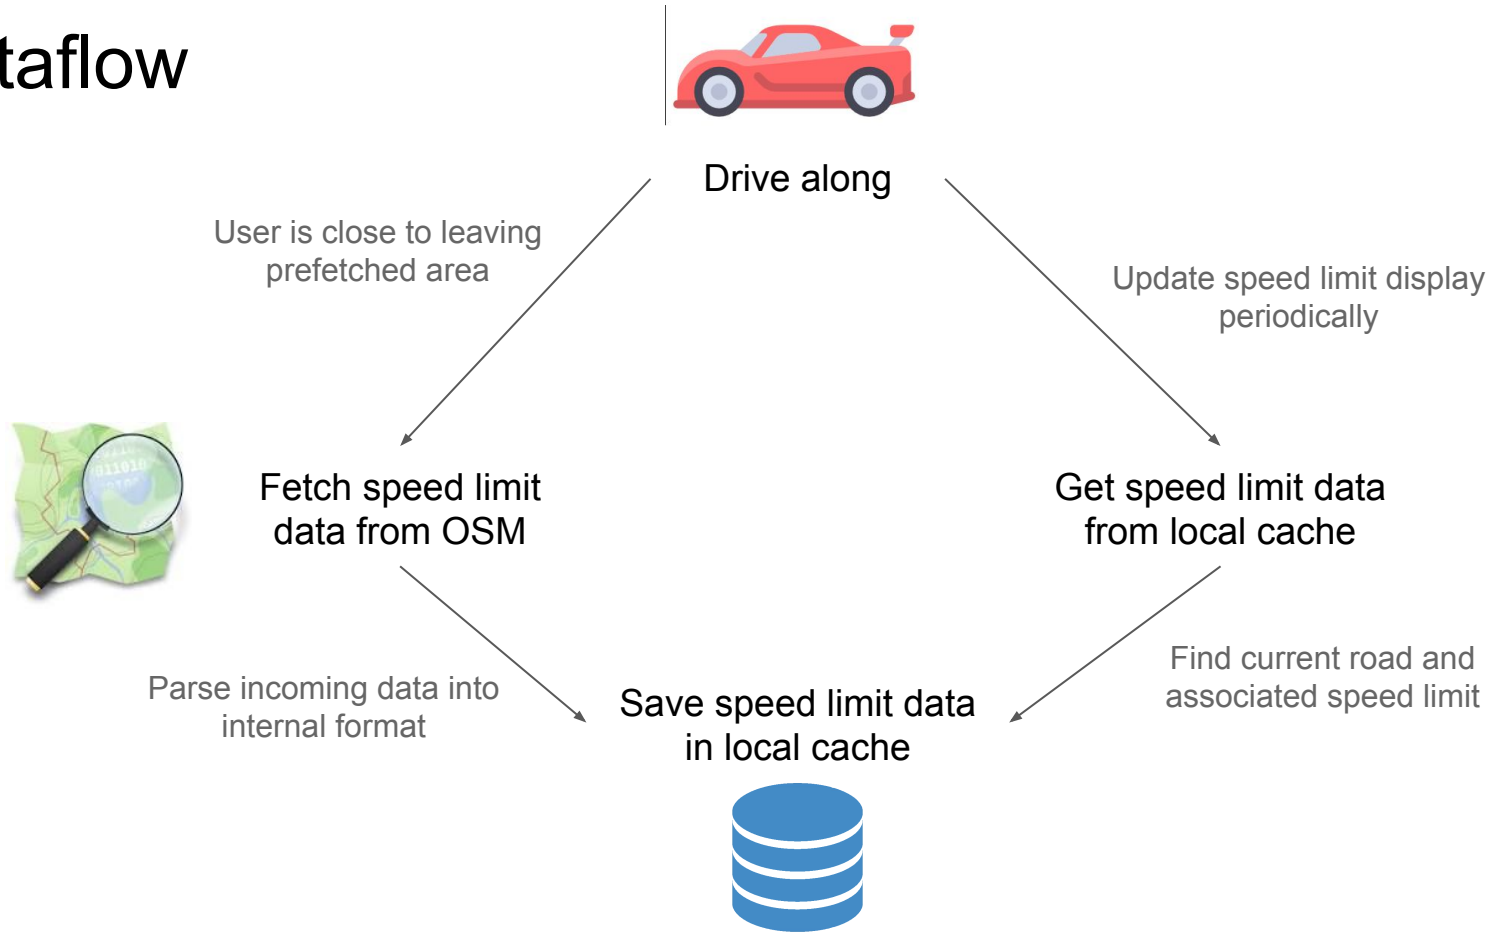 taflow
Drive along
User is close to leaving
prefetched area
Update speed limit display
periodically
Fetch speed limit
data from OSM
Get speed limit data
from local cache
Parse incoming data into
internal format
Save speed limit data
in local cache
Find current road and
associated speed limit